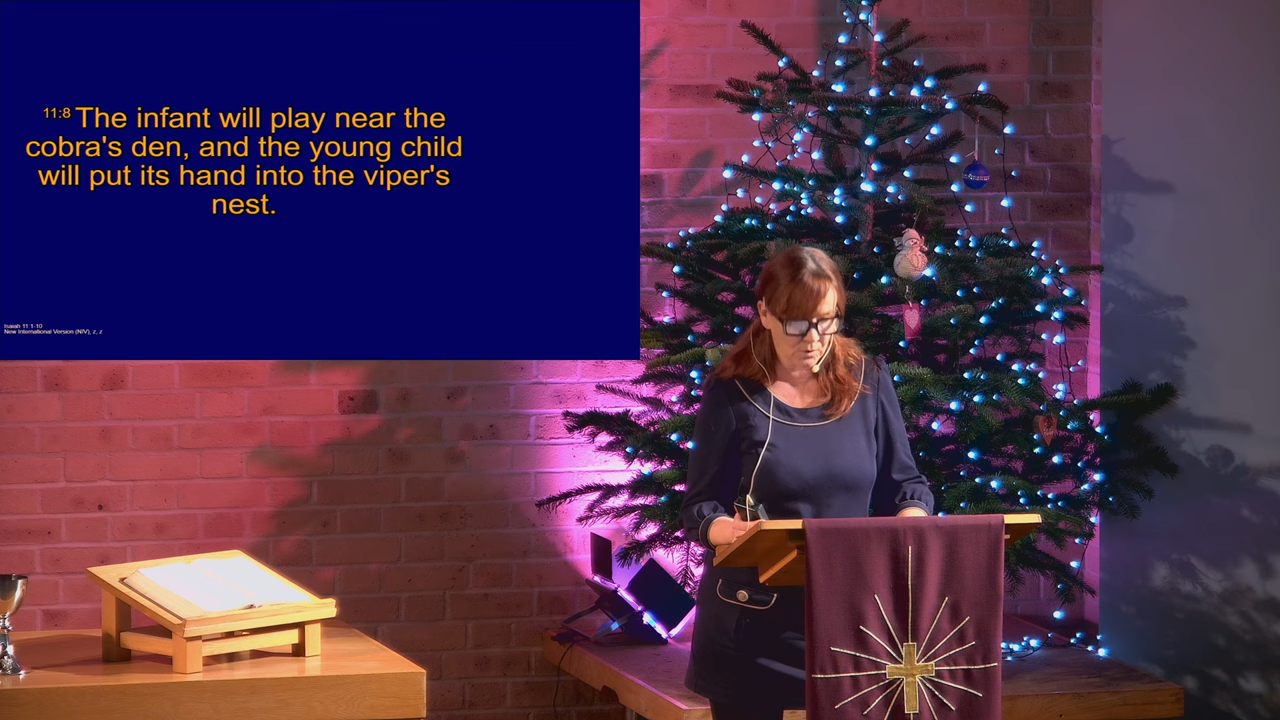 11:8 The infant will play near the
cobra's den, and the young child
will put its hand into the viper's
nest.
Isaiah 11:1-10
New International Version (NIV), z, z